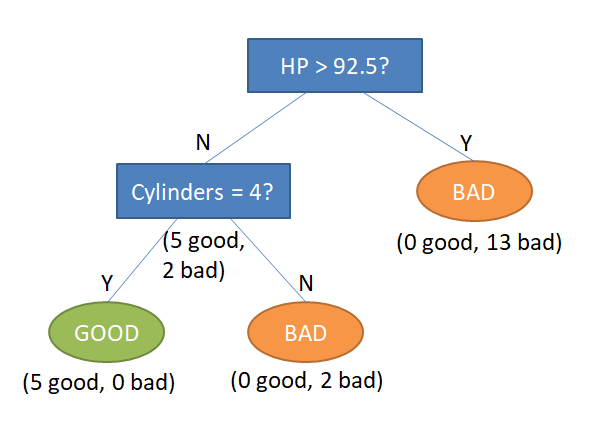 HP > 92.5?
N
Y
Cylinders = 4?
BAD
(5 good,
2 bad)
(0 good, 13 bad)
Y
N
GOOD
BAD
(5 good, 0 bad)
(0 good, 2 bad)